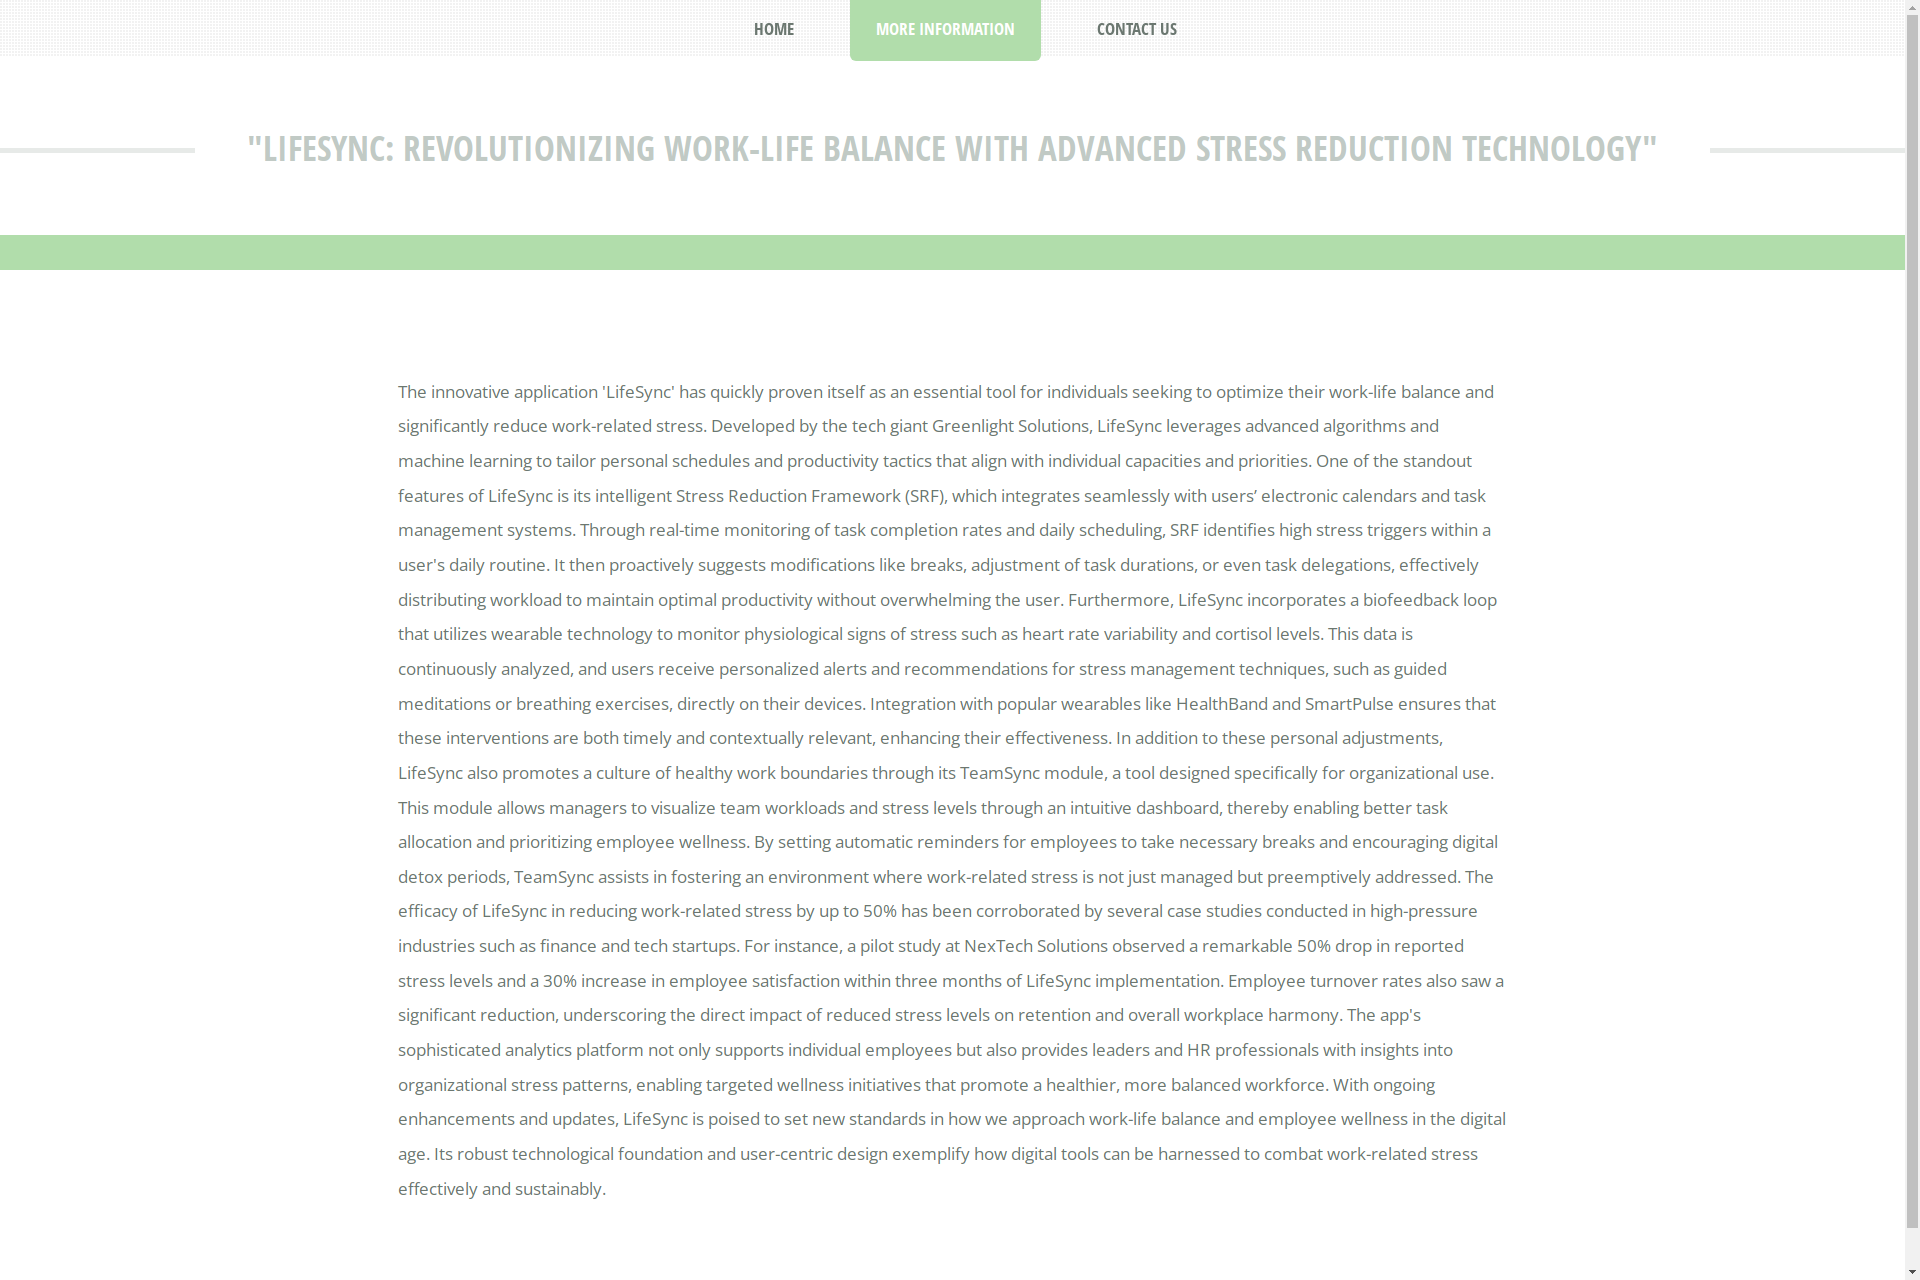 HOME
MORE INFORMATION
CONTACT US
"LIFESYNC: REVOLUTIONIZING WORK-LIFE BALANCE WITH ADVANCED STRESS REDUCTION TECHNOLOGY"
The innovative application 'LifeSync' has quickly proven itself as an essential tool for individuals seeking to optimize their work-life balance and
significantly reduce work-related stress. Developed by the tech giant Greenlight Solutions, LifeSync leverages advanced algorithms and
machine learning to tailor personal schedules and productivity tactics that align with individual capacities and priorities. One of the standout
features of LifeSync is its intelligent Stress Reduction Framework (SRF), which integrates seamlessly with users’ electronic calendars and task
management systems. Through real-time monitoring of task completion rates and daily scheduling, SRF identifies high stress triggers within a
user's daily routine. It then proactively suggests modifications like breaks, adjustment of task durations, or even task delegations, effectively
distributing workload to maintain optimal productivity without overwhelming the user. Furthermore, LifeSync incorporates a biofeedback loop
that utilizes wearable technology to monitor physiological signs of stress such as heart rate variability and cortisol levels. This data is
continuously analyzed, and users receive personalized alerts and recommendations for stress management techniques, such as guided
meditations or breathing exercises, directly on their devices. Integration with popular wearables like HealthBand and SmartPulse ensures that
these interventions are both timely and contextually relevant, enhancing their effectiveness. In addition to these personal adjustments,
LifeSync also promotes a culture of healthy work boundaries through its TeamSync module, a tool designed specifically for organizational use.
This module allows managers to visualize team workloads and stress levels through an intuitive dashboard, thereby enabling better task
allocation and prioritizing employee wellness. By setting automatic reminders for employees to take necessary breaks and encouraging digital
detox periods, TeamSync assists in fostering an environment where work-related stress is not just managed but preemptively addressed. The
efficacy of LifeSync in reducing work-related stress by up to 50% has been corroborated by several case studies conducted in high-pressure
industries such as finance and tech startups. For instance, a pilot study at NexTech Solutions observed a remarkable 50% drop in reported
stress levels and a 30% increase in employee satisfaction within three months of LifeSync implementation. Employee turnover rates also saw a
significant reduction, underscoring the direct impact of reduced stress levels on retention and overall workplace harmony. The app's
sophisticated analytics platform not only supports individual employees but also provides leaders and HR professionals with insights into
organizational stress patterns, enabling targeted wellness initiatives that promote a healthier, more balanced workforce. With ongoing
enhancements and updates, LifeSync is poised to set new standards in how we approach work-life balance and employee wellness in the digital
age. Its robust technological foundation and user-centric design exemplify how digital tools can be harnessed to combat work-related stress
effectively and sustainably.